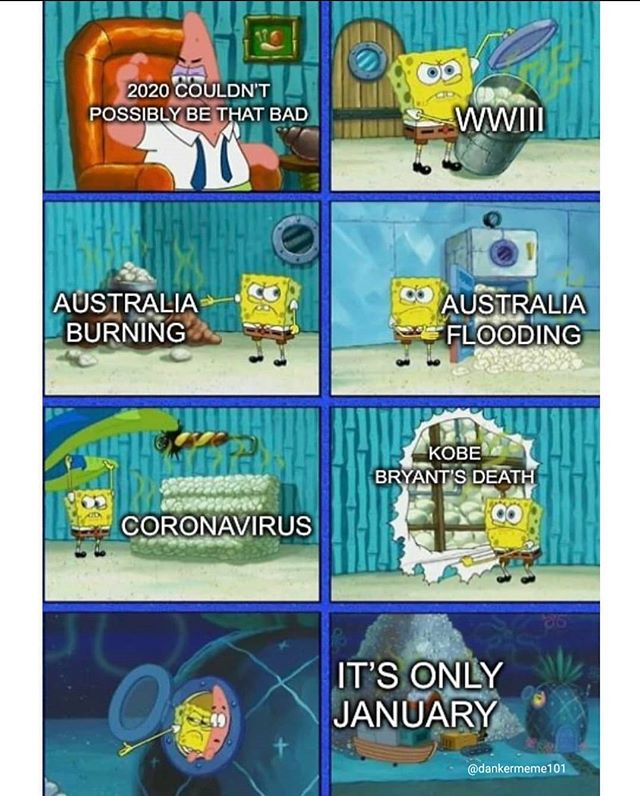 2020 COULDN'T
POSSIBLY BE THAT BAD
WWIII
AUSTRALIA
BURNING
AUSTRALIA
FLOODING
CORONAVIRUS
KOBE
BRYANT'S DEATH
IT'S ONLY
JANUARY
@dankermeme101